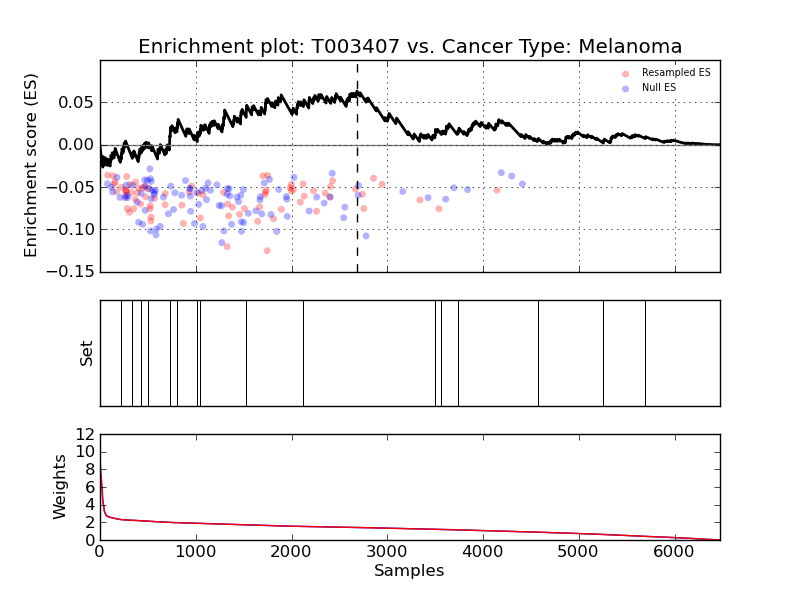 Enrichment plot: T003407 vs. Cancer Type: Melanoma
Resampled ES
Null ES
Enrichment score (ES)
0.05
0.00
−0.05
−0.10
−0.15
Set
Weights
12
10
8
6
4
2
0
0 1000 2000 3000 4000 5000 6000
Samples